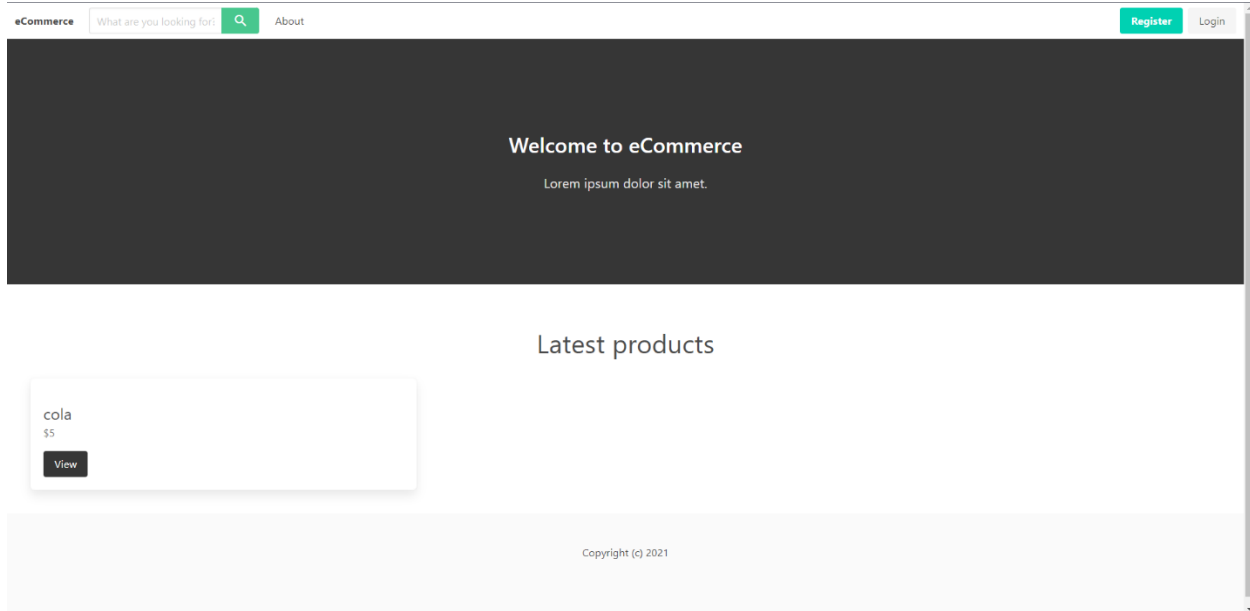 eCommerce
What are you looking for
About
Register
Login
Welcome to eCommerce
Lorem ipsum dolor sit amet.
Latest products
cola
$5
View
Copyright (c) 2021